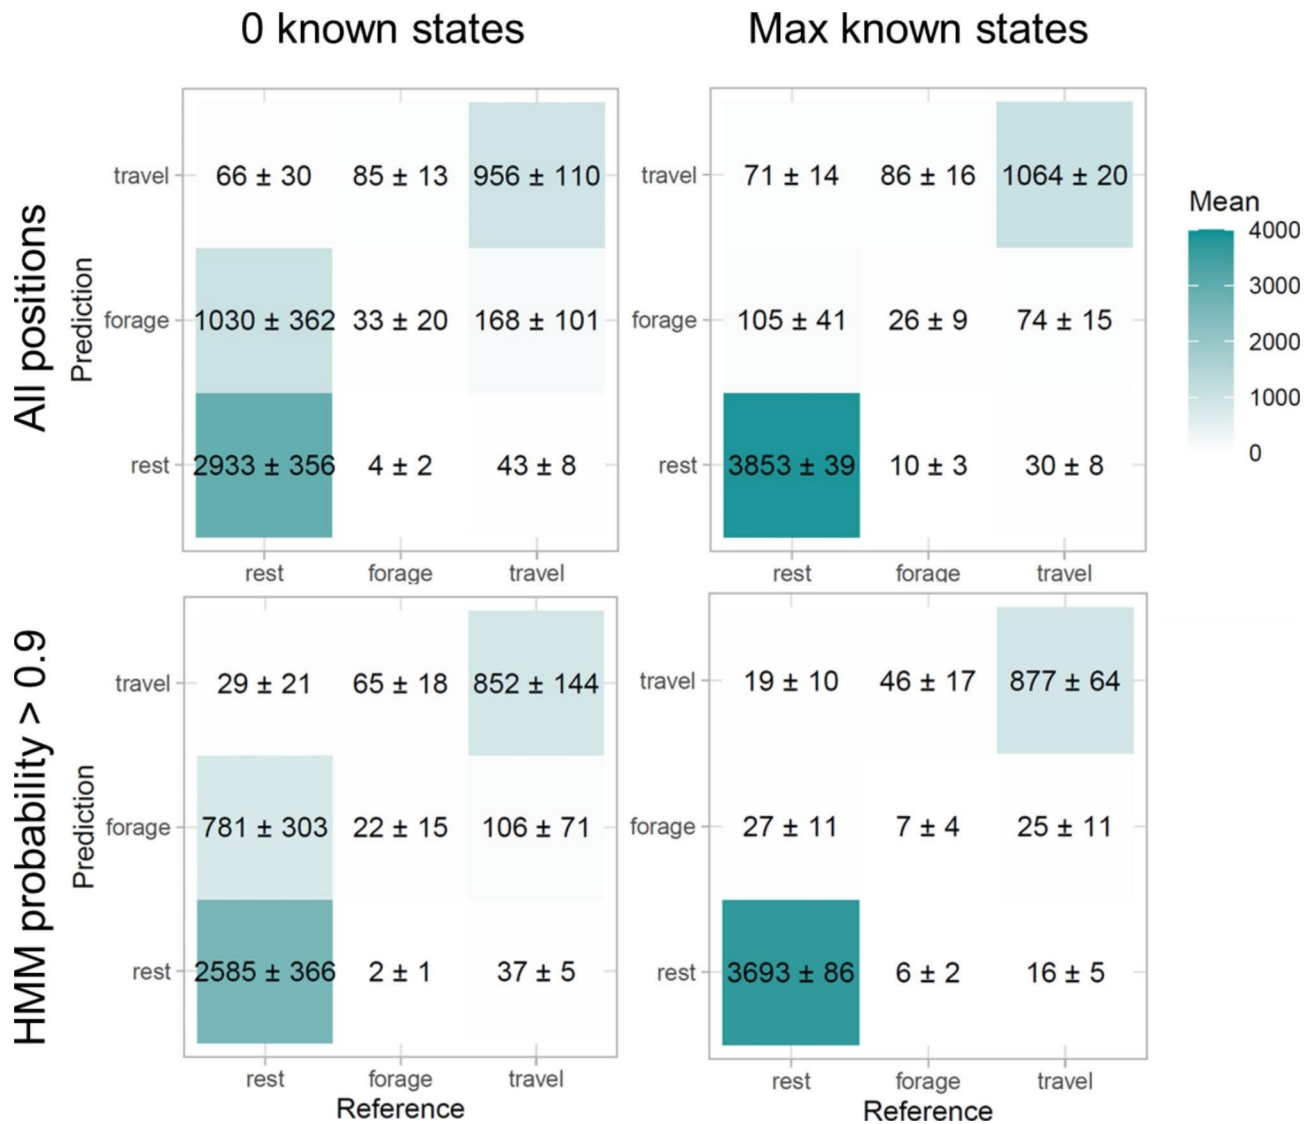 0 known states Max known states
All positions
Prediction
travel 66 ± 30 85 ± 13 956 ± 110
forage 1030 ± 362 33 ± 20 168 ± 101
rest 2933 ± 356 4 ± 2 43 ± 8
rest forage travel
travel 71 ± 14 86 ± 16 1064 ± 20
forage 105 ± 41 26 ± 9 74 ± 15
rest 3853 ± 39 10 ± 3 30 ± 8
rest forage travel
Mean
4000
3000
2000
1000
0
HMM probability > 0.9
Prediction
travel 29 ± 21 65 ± 18 852 ± 144
forage 781 ± 303 22 ± 15 106 ± 71
rest 2585 ± 366 2 ± 1 37 ± 5
rest forage travel
Reference
travel 19 ± 10 46 ± 17 877 ± 64
forage 27 ± 11 7 ± 4 25 ± 11
rest 3693 ± 86 6 ± 2 16 ± 5
rest forage travel
Reference